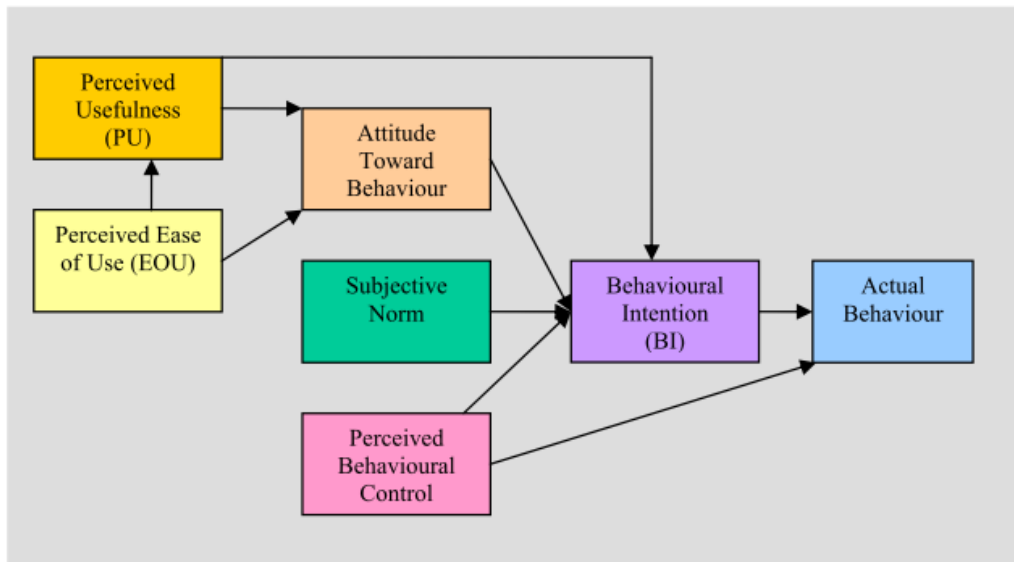 Perceived
Usefulness
(PU)
Attitude
Toward
Behaviour
Perceived Ease
of Use (EOU)
Subjective
Norm
Behavioural
Intention
(BI)
Actual
Behaviour
Perceived
Behavioural
Control